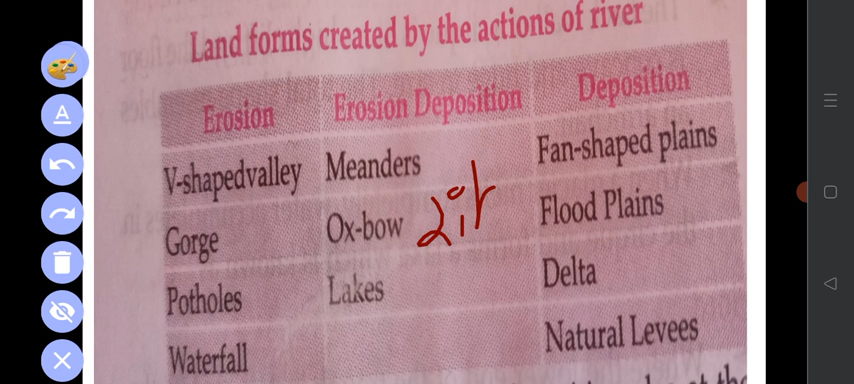 Land forms created by the actions of river
Erosion Erosion Deposition Deposition
V-shapedvalley Meanders Fan-shaped plains
Gorge Ox-bow Flood Plains
Potholes Lakes Delta
Waterfall Natural Levees